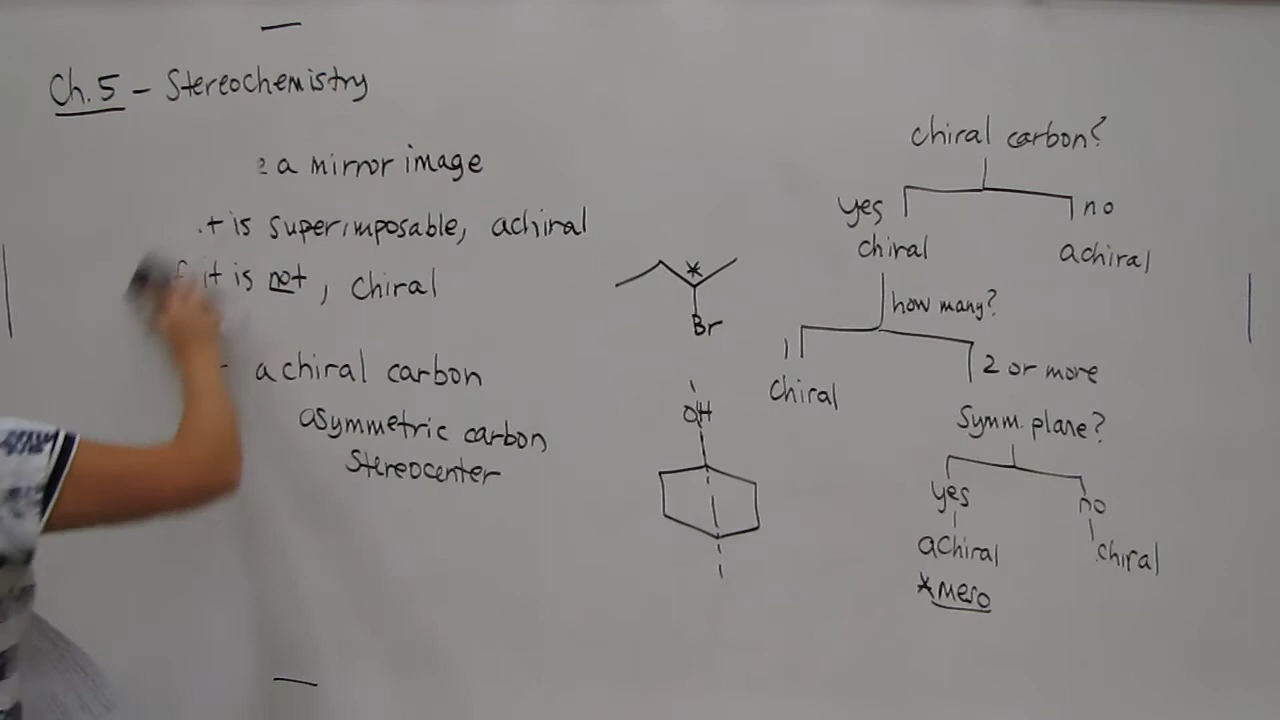 Ch.5 - Stereochemistry
a mirror image
is superimposable, achiral
it is not, chiral
a chiral carbon
asymmetric carbon
stereocenter
*
Br
OH
chiral carbon?
yes
no
chiral
achiral
how many?
1
2 or more
chiral
Symm. plane?
yes
no
achiral
chiral
*meso